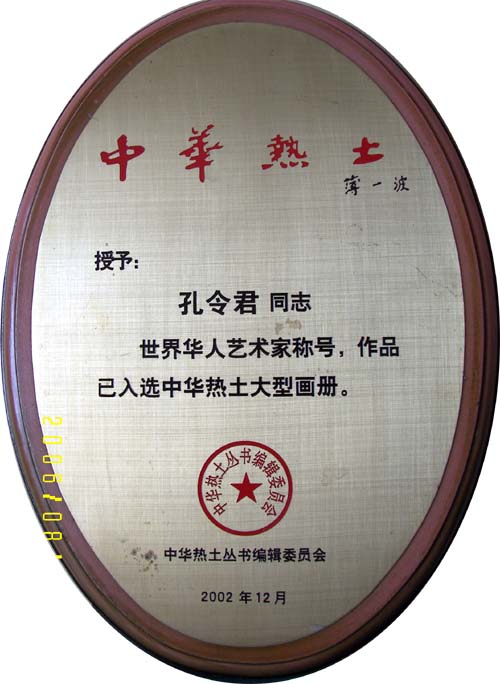 中華熱土
薄一波
授予：
孔令君 同志
世界华人艺术家称号，作品
已入选中华热土大型画册。
中华热土丛书编辑委员会
中华热土丛书编辑委员会
2002 年 12 月
2006/08/